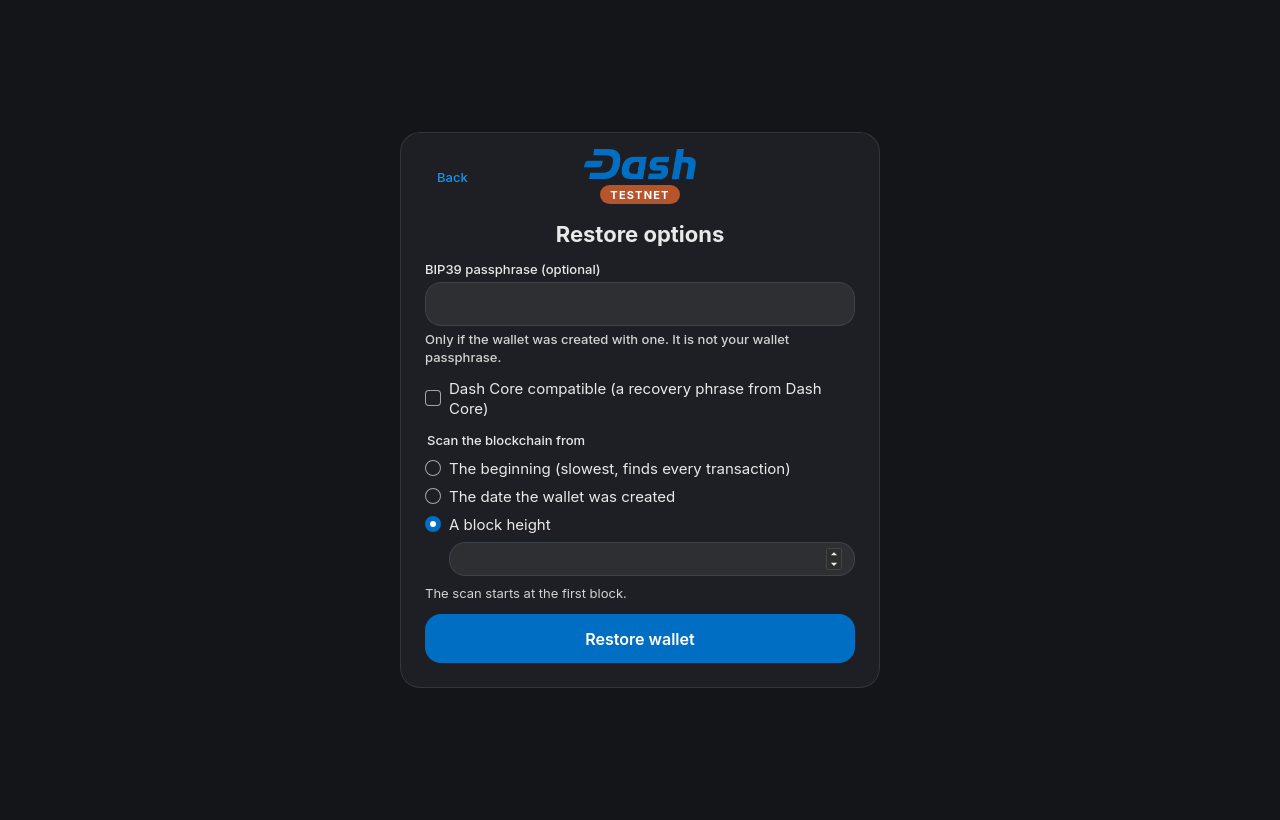 Back
Dash
TESTNET
Restore options
BIP39 passphrase (optional)
Only if the wallet was created with one. It is not your wallet
passphrase.
Dash Core compatible (a recovery phrase from Dash
Core)
Scan the blockchain from
The beginning (slowest, finds every transaction)
The date the wallet was created
A block height
The scan starts at the first block.
Restore wallet